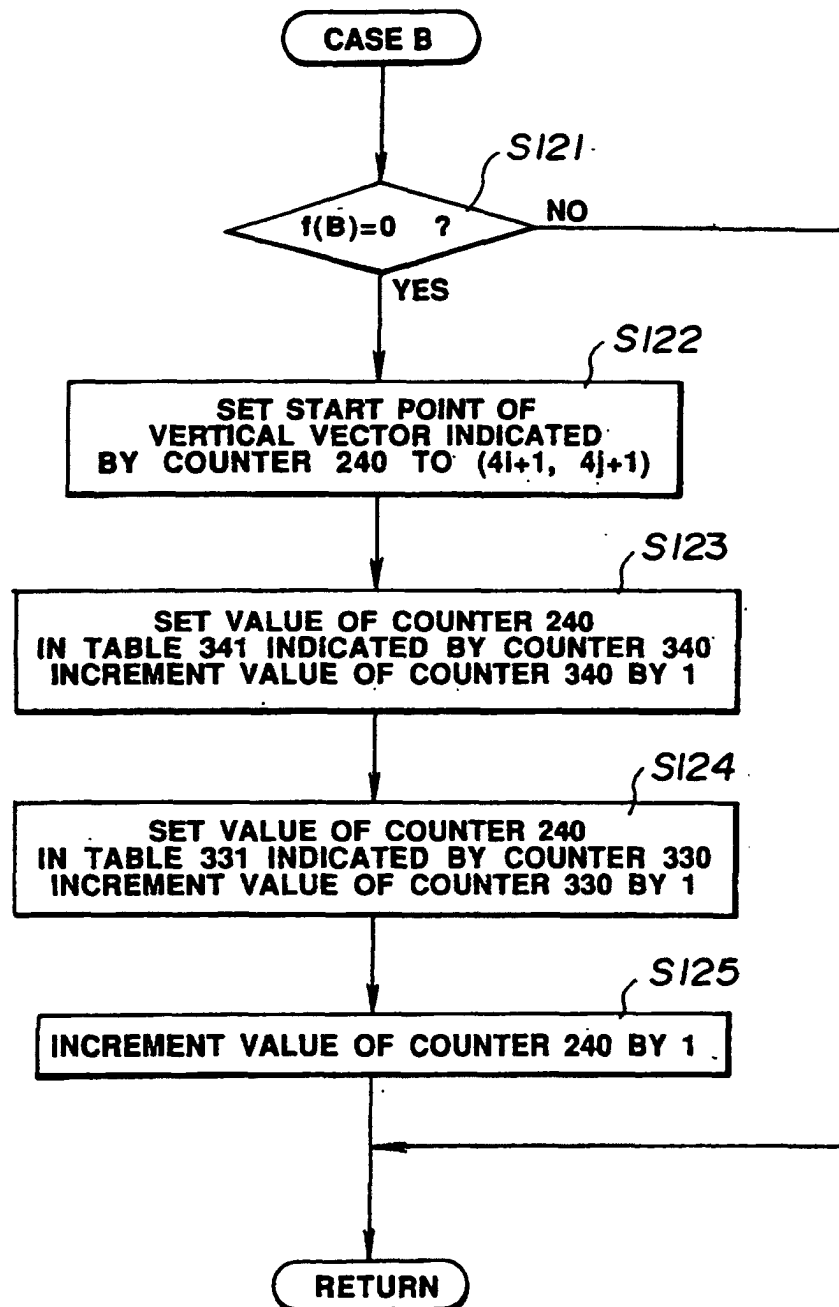 CASE B
S121
f(B)=0 ?
NO
YES
S122
SET START POINT OF
VERTICAL VECTOR INDICATED
BY COUNTER 240 TO (4i+1, 4j+1)
S123
SET VALUE OF COUNTER 240
IN TABLE 341 INDICATED BY COUNTER 340
INCREMENT VALUE OF COUNTER 340 BY 1
S124
SET VALUE OF COUNTER 240
IN TABLE 331 INDICATED BY COUNTER 330
INCREMENT VALUE OF COUNTER 330 BY 1
S125
INCREMENT VALUE OF COUNTER 240 BY 1
RETURN